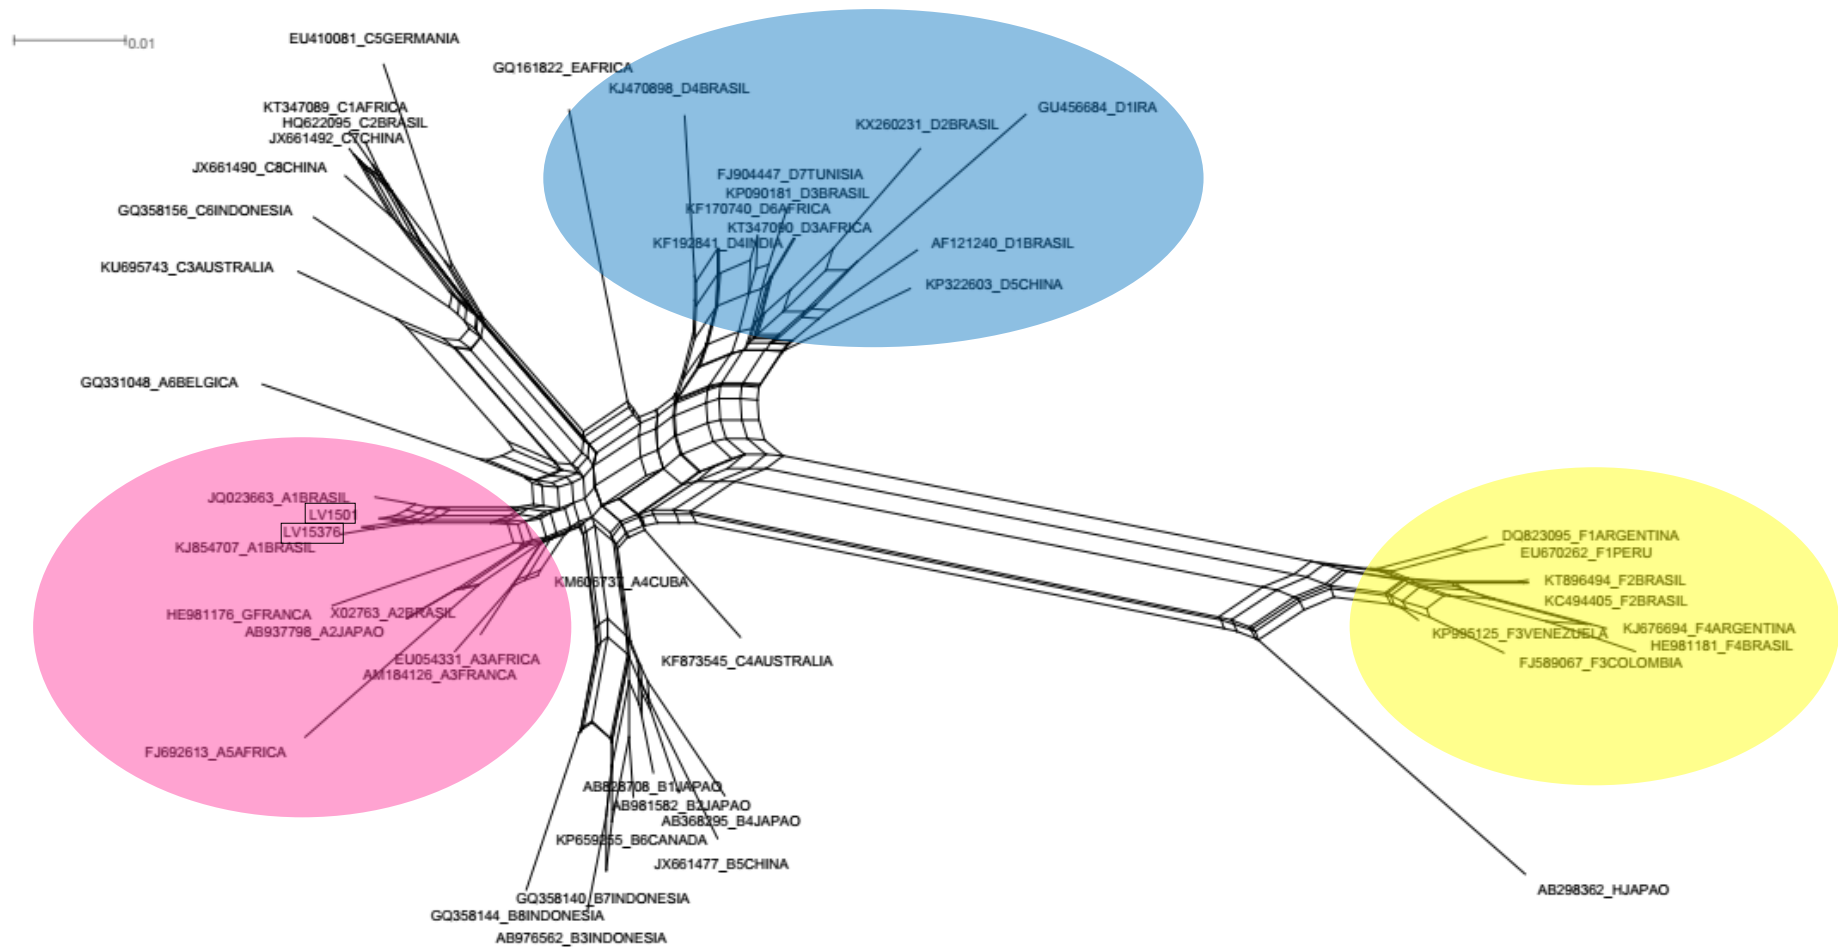 0.01
EU410081_C5GERMANIA
GQ161822_EAFRICA
KJ470898_D4BRASIL
KT347089_C1AFRICA
HQ622095_C2BRASIL
JX661492_C7CHINA
JX661490_C8CHINA
GQ358156_C6INDONESIA
KU695743_C3AUSTRALIA
GQ331048_A6BELGICA
GU456684_D1IRA
KX260231_D2BRASIL
FJ904447_D7TUNISIA
KP090181_D3BRASIL
KF170740_D6AFRICA
KT347090_D3AFRICA
KF192841_D4INDIA
AF121240_D1BRASIL
KP322603_D5CHINA
JQ023663_A1BRASIL
LV1501
LV15376
KJ854707_A1BRASIL
KM606737_A4CUBA
HE981176_GFRANCA
X02763_A2BRASIL
AB937798_A2JAPAO
EU054331_A3AFRICA
AM184126_A3FRANCA
FJ692613_A5AFRICA
KF873545_C4AUSTRALIA
DQ823095_F1ARGENTINA
EU670262_F1PERU
KT896494_F2BRASIL
KC494405_F2BRASIL
KJ676694_F4ARGENTINA
KP995125_F3VENEZUELA
HE981181_F4BRASIL
FJ589067_F3COLOMBIA
AB828708_B1JAPAO
AB981582_B2JAPAO
AB368295_B4JAPAO
KP659255_B6CANADA
JX661477_B5CHINA
GQ358140_B7INDONESIA
GQ358144_B8INDONESIA
AB976562_B3INDONESIA
AB298362_HJAPAO